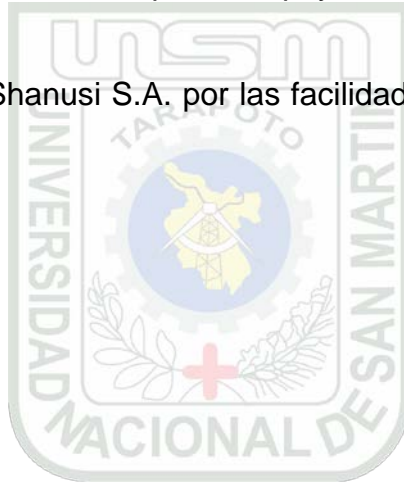 Shanusi S.A. por las facilidad
unsm
TARAPOTO
UNIVERSIDAD
NACIONAL DE
SAN MARTIN